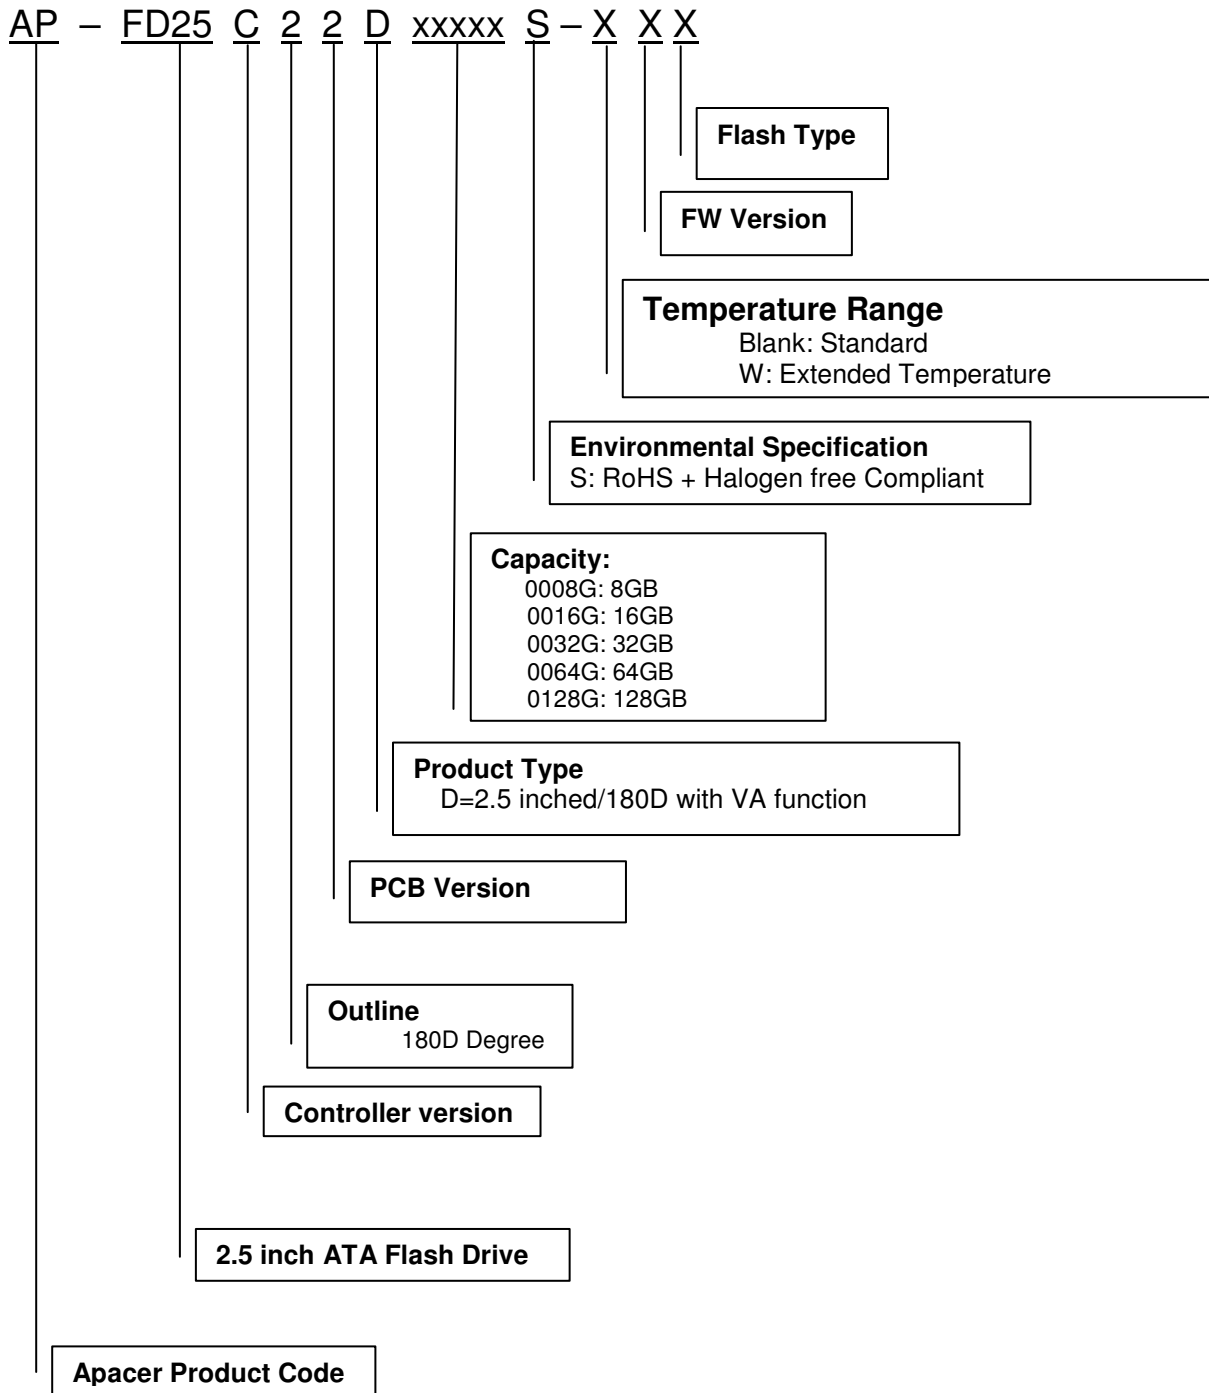 AP – FD25 C 2 2 D xxxxx S – X X X
Flash Type
FW Version
Temperature Range
Blank: Standard
W: Extended Temperature
Environmental Specification
S: RoHS + Halogen free Compliant
Capacity:
0008G: 8GB
0016G: 16GB
0032G: 32GB
0064G: 64GB
0128G: 128GB
Product Type
D=2.5 inched/180D with VA function
PCB Version
Outline
180D Degree
Controller version
2.5 inch ATA Flash Drive
Apacer Product Code